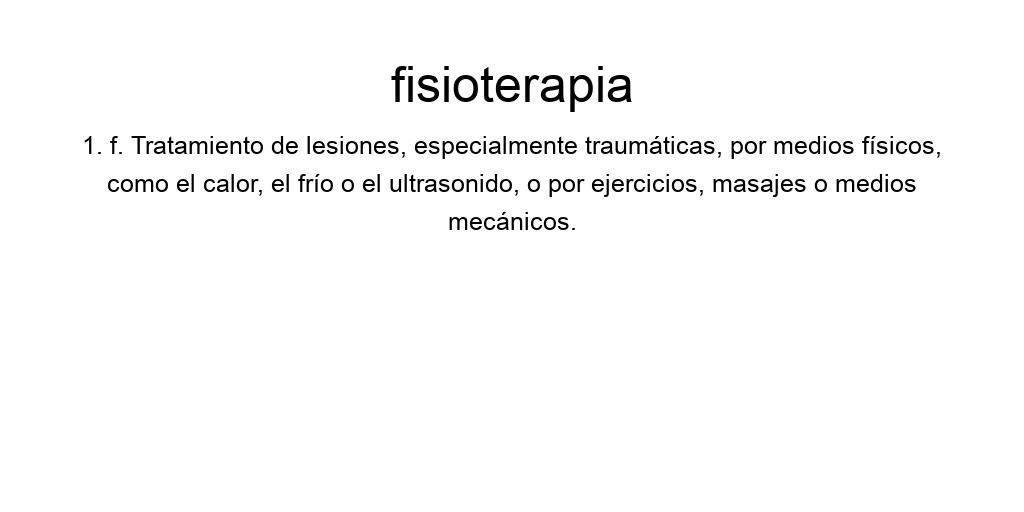 fisioterapia
1. f. Tratamiento de lesiones, especialmente traumáticas, por medios físicos,
como el calor, el frío o el ultrasonido, o por ejercicios, masajes o medios
mecánicos.